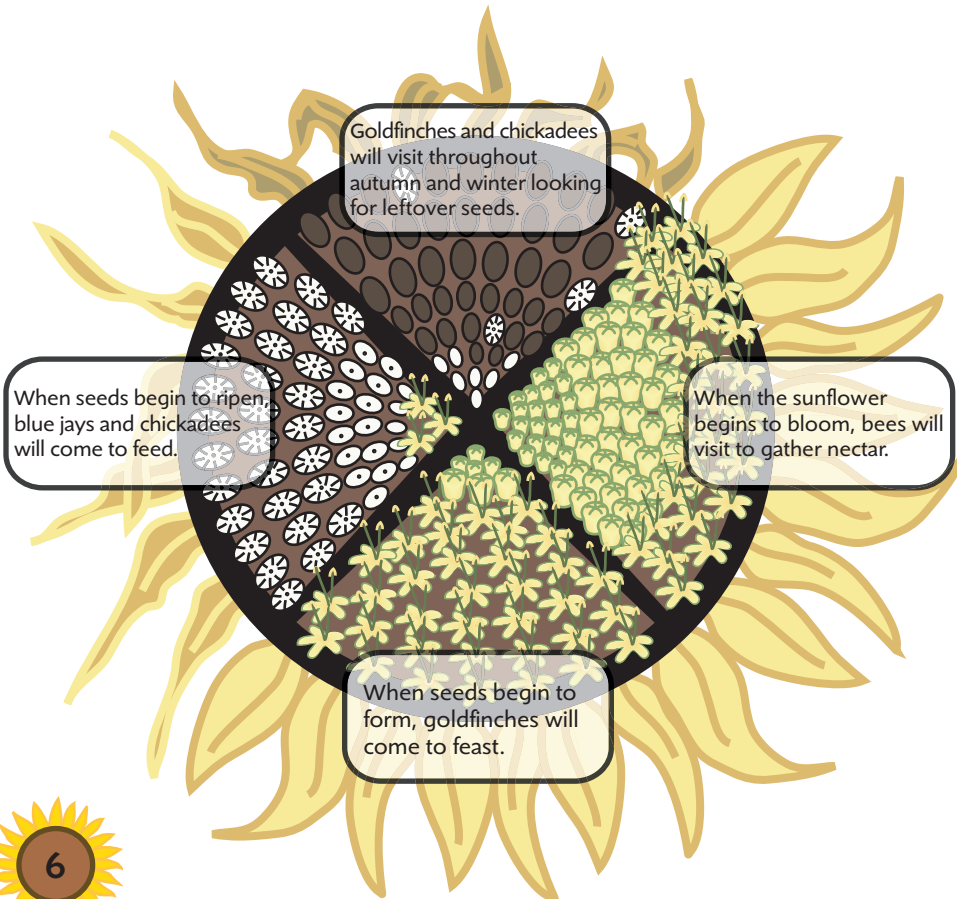 Goldfinches and chickadees
will visit throughout
autumn and winter looking
for leftover seeds.
When seeds begin to ripen,
blue jays and chickadees
will come to feed.
When the sunflower
begins to bloom, bees will
visit to gather nectar.
When seeds begin to
form, goldfinches will
come to feast.
6